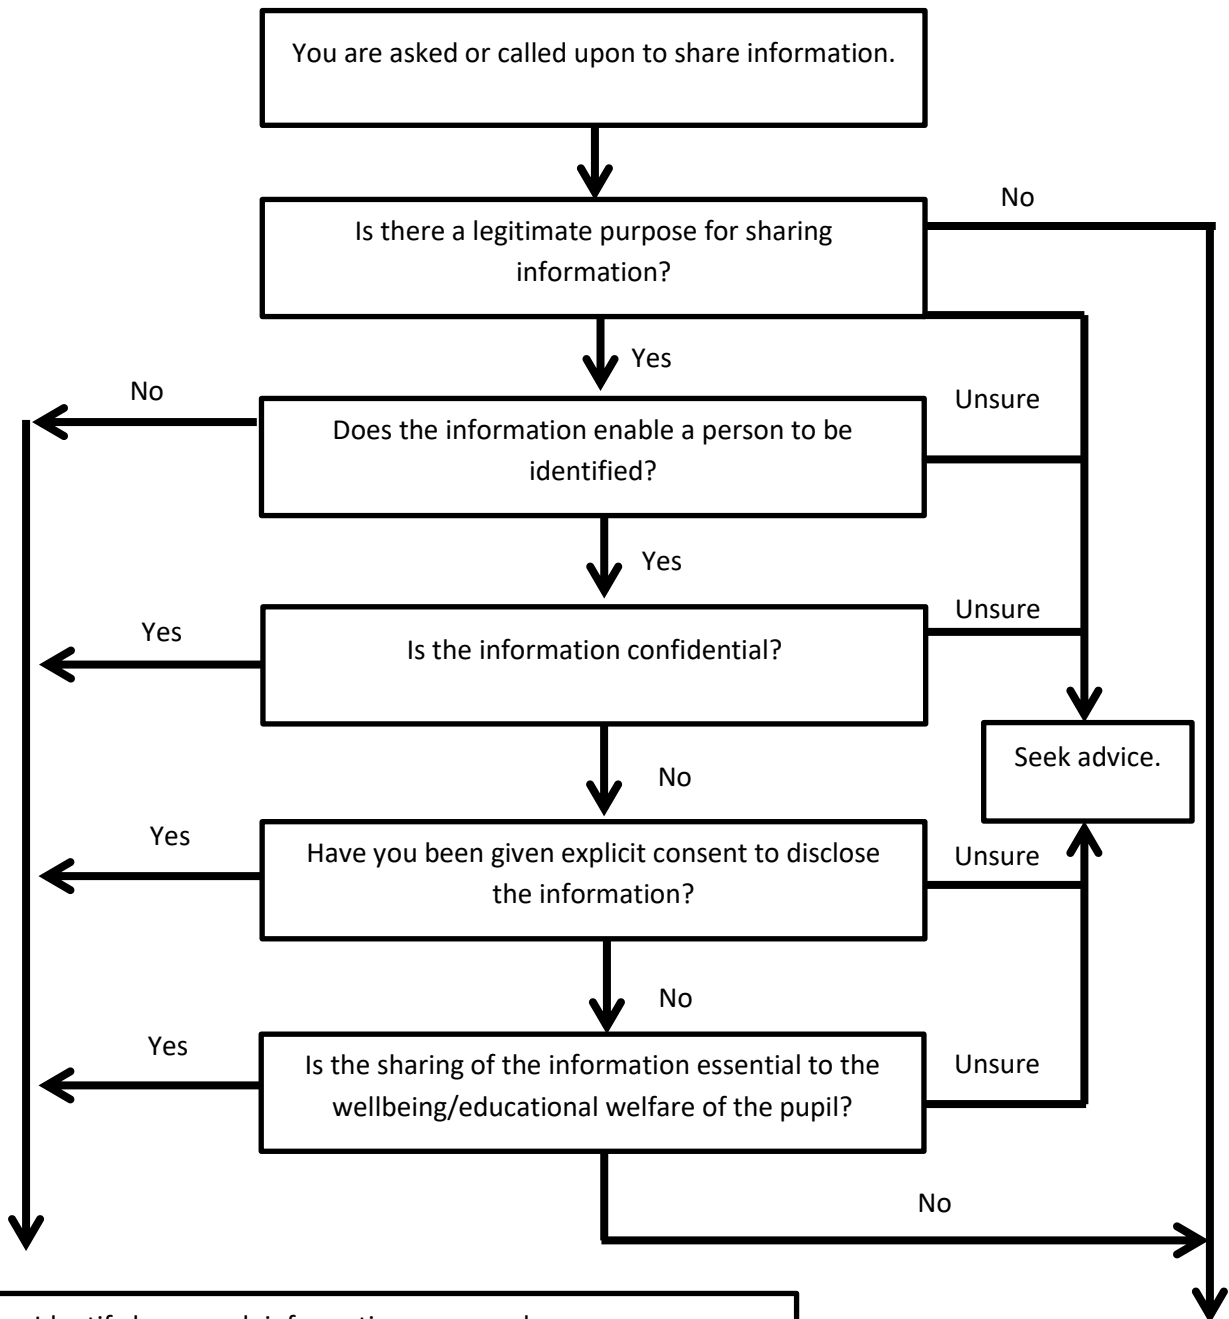 You are asked or called upon to share information.
No
Is there a legitimate purpose for sharing
information?
Yes
No
Unsure
Does the information enable a person to be
identified?
Yes
Unsure
Yes
Is the information confidential?
Seek advice.
No
Yes
Have you been given explicit consent to disclose
the information?
Unsure
No
Yes
Is the sharing of the information essential to the
wellbeing/educational welfare of the pupil?
Unsure
No